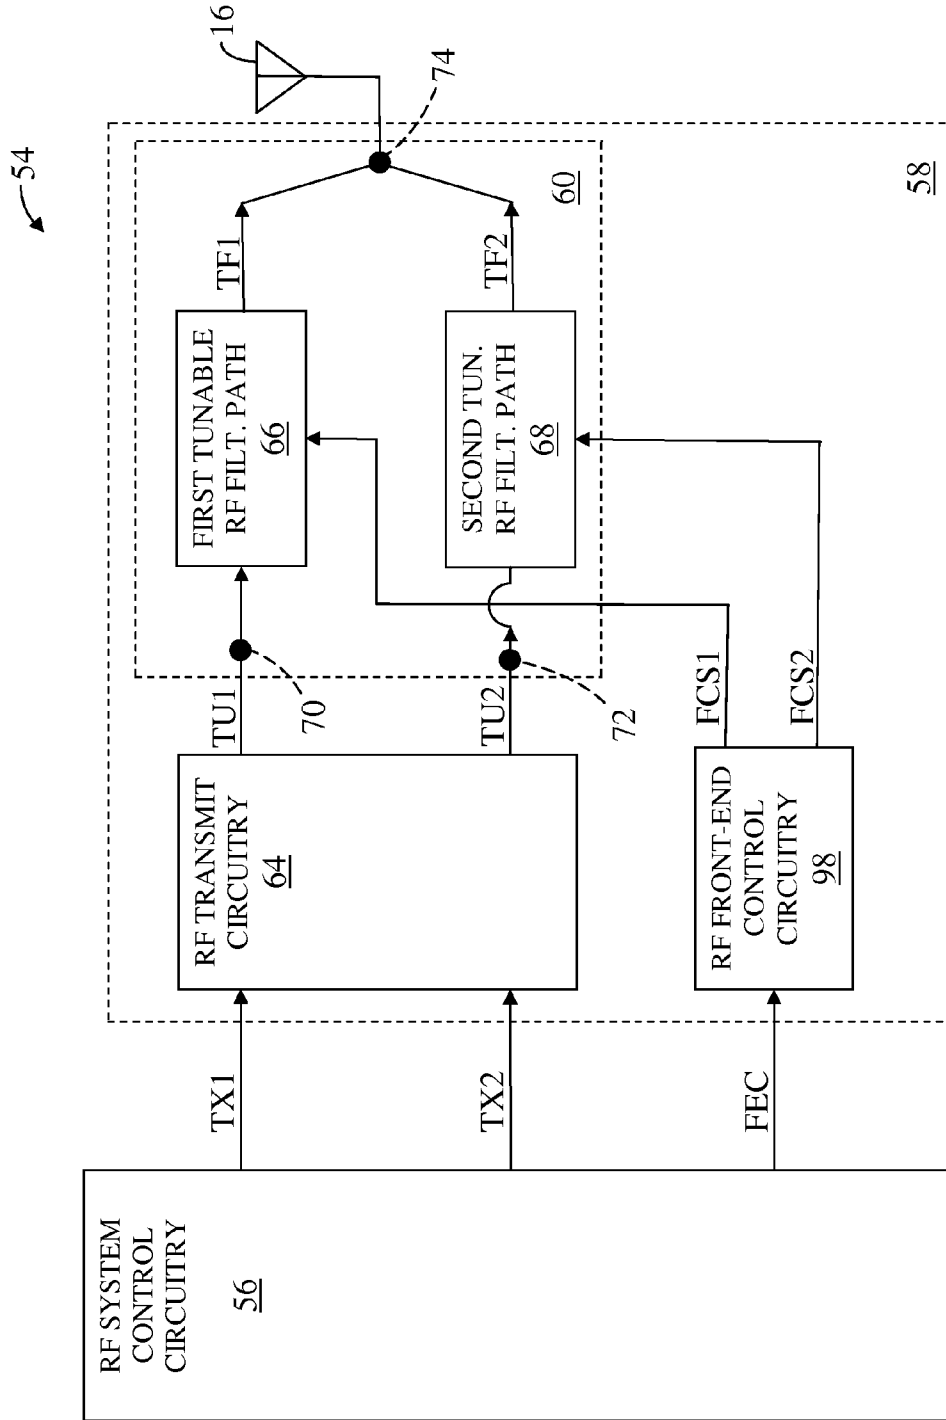 54
16
74
TF1
TF2
60
58
FIRST TUNABLE
RF FILT. PATH
66
SECOND TUN.
RF FILT. PATH
68
TU1
70
TU2
72
FCS1
FCS2
RF TRANSMIT
CIRCUITRY
64
RF FRONT-END
CONTROL
CIRCUITRY
98
TX1
TX2
FEC
RF SYSTEM
CONTROL
CIRCUITRY
56